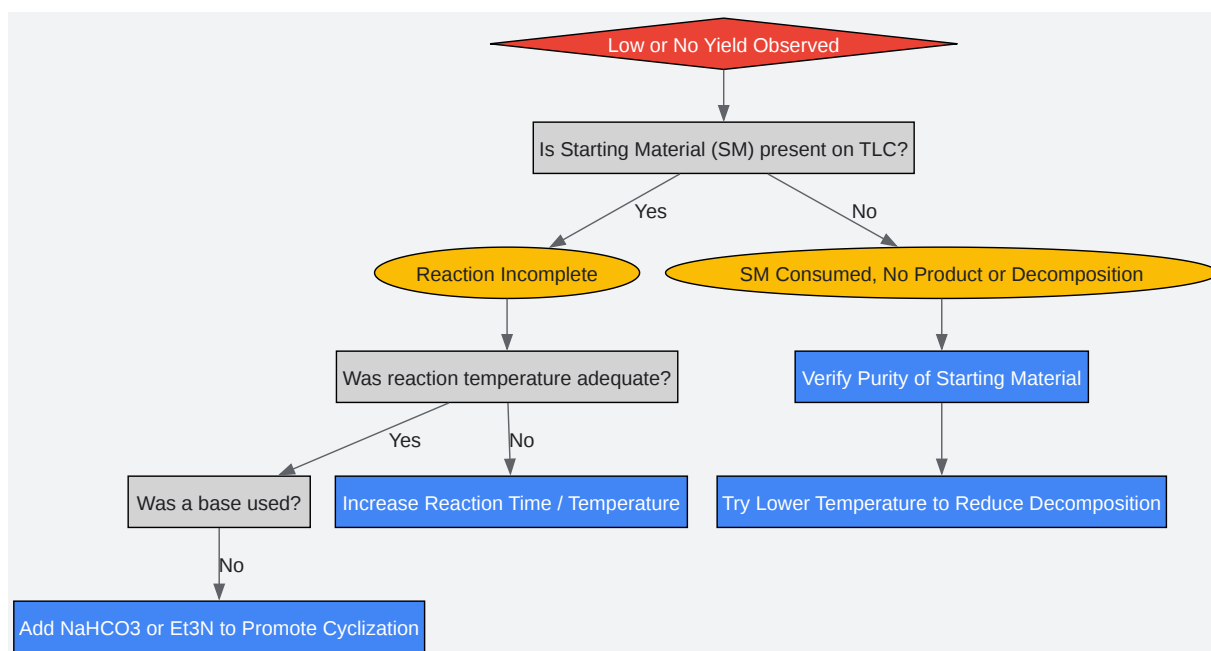 Low or No Yield Observed
Is Starting Material (SM) present on TLC?
Yes
No
Reaction Incomplete
SM Consumed, No Product or Decomposition
Was reaction temperature adequate?
Verify Purity of Starting Material
Yes
No
Was a base used?
Increase Reaction Time / Temperature
Try Lower Temperature to Reduce Decomposition
No
Add NaHCO3 or Et3N to Promote Cyclization